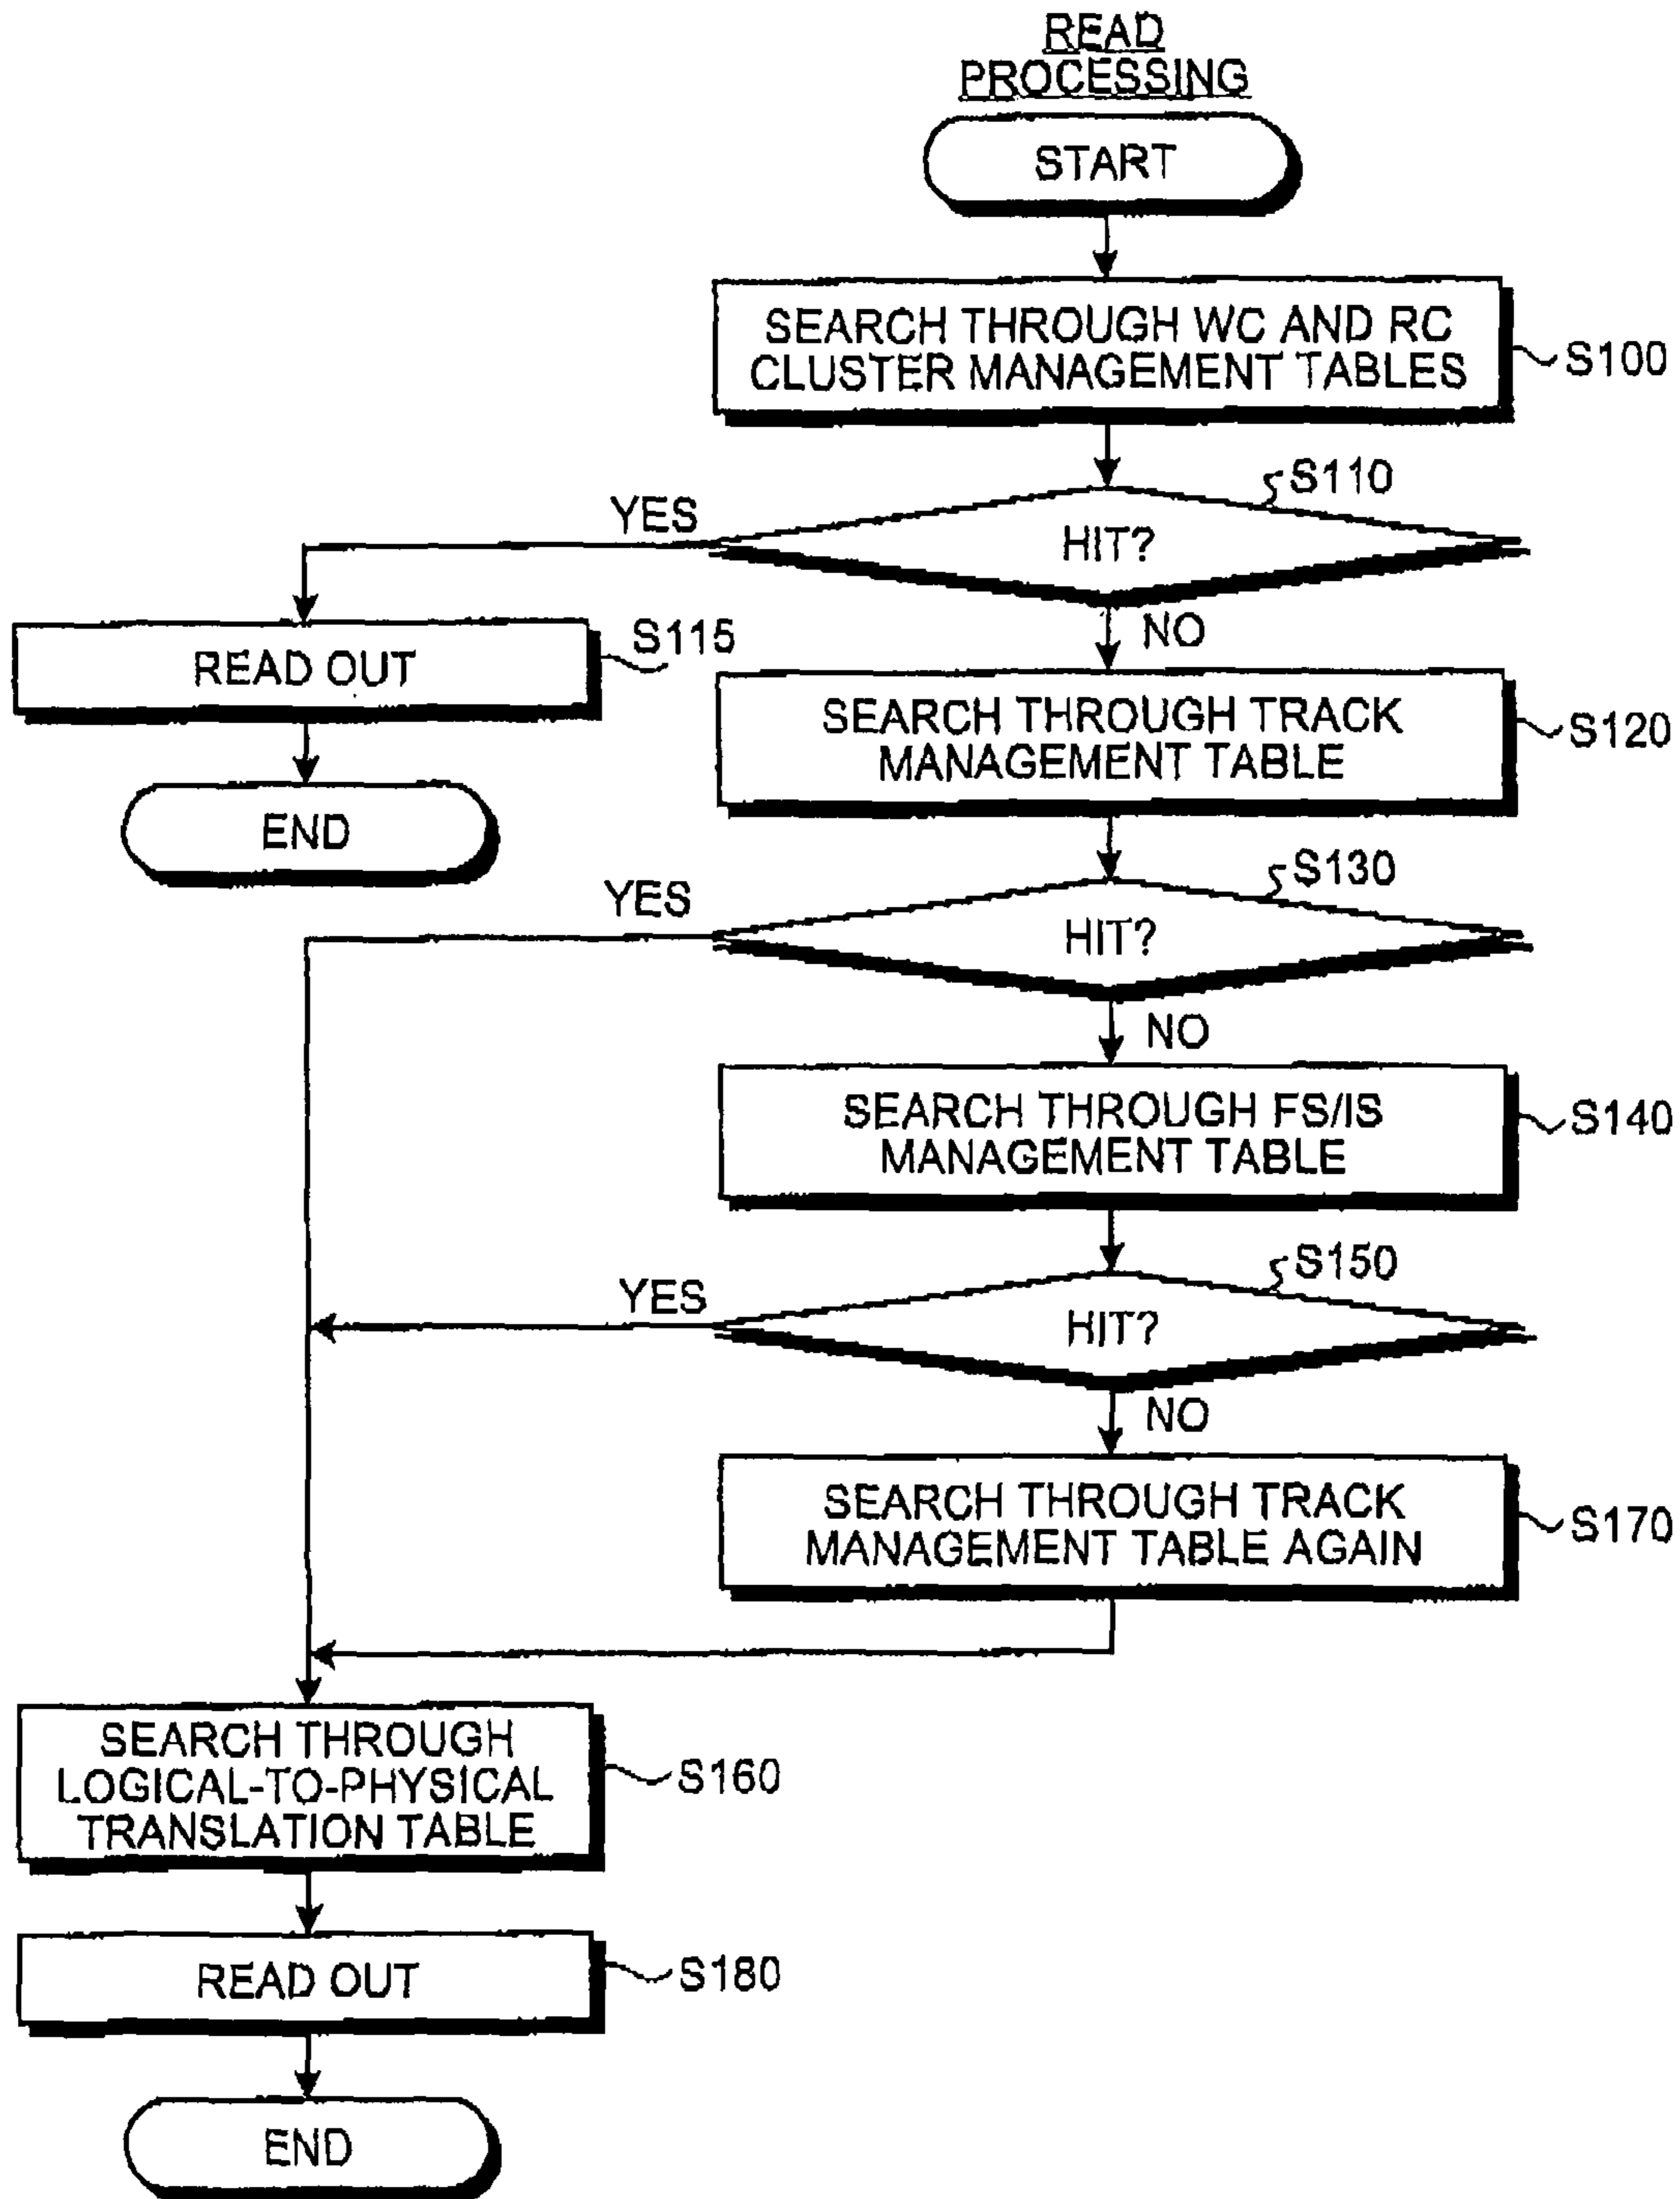 READ
PROCESSING
START
SEARCH THROUGH WC AND RC
CLUSTER MANAGEMENT TABLES
S100
S110
HIT?
YES
NO
READ OUT
S115
END
SEARCH THROUGH TRACK
MANAGEMENT TABLE
S120
S130
HIT?
YES
NO
SEARCH THROUGH FS/IS
MANAGEMENT TABLE
S140
S150
HIT?
YES
NO
SEARCH THROUGH TRACK
MANAGEMENT TABLE AGAIN
S170
SEARCH THROUGH
LOGICAL-TO-PHYSICAL
TRANSLATION TABLE
S160
READ OUT
S180
END